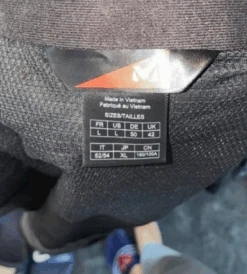 Made in Vietnam
Fabriqué au Vietnam
SIZES/TAILLES
FR US DE UK
L L 50 42
IT JP CN
52/54 XL 180/100A